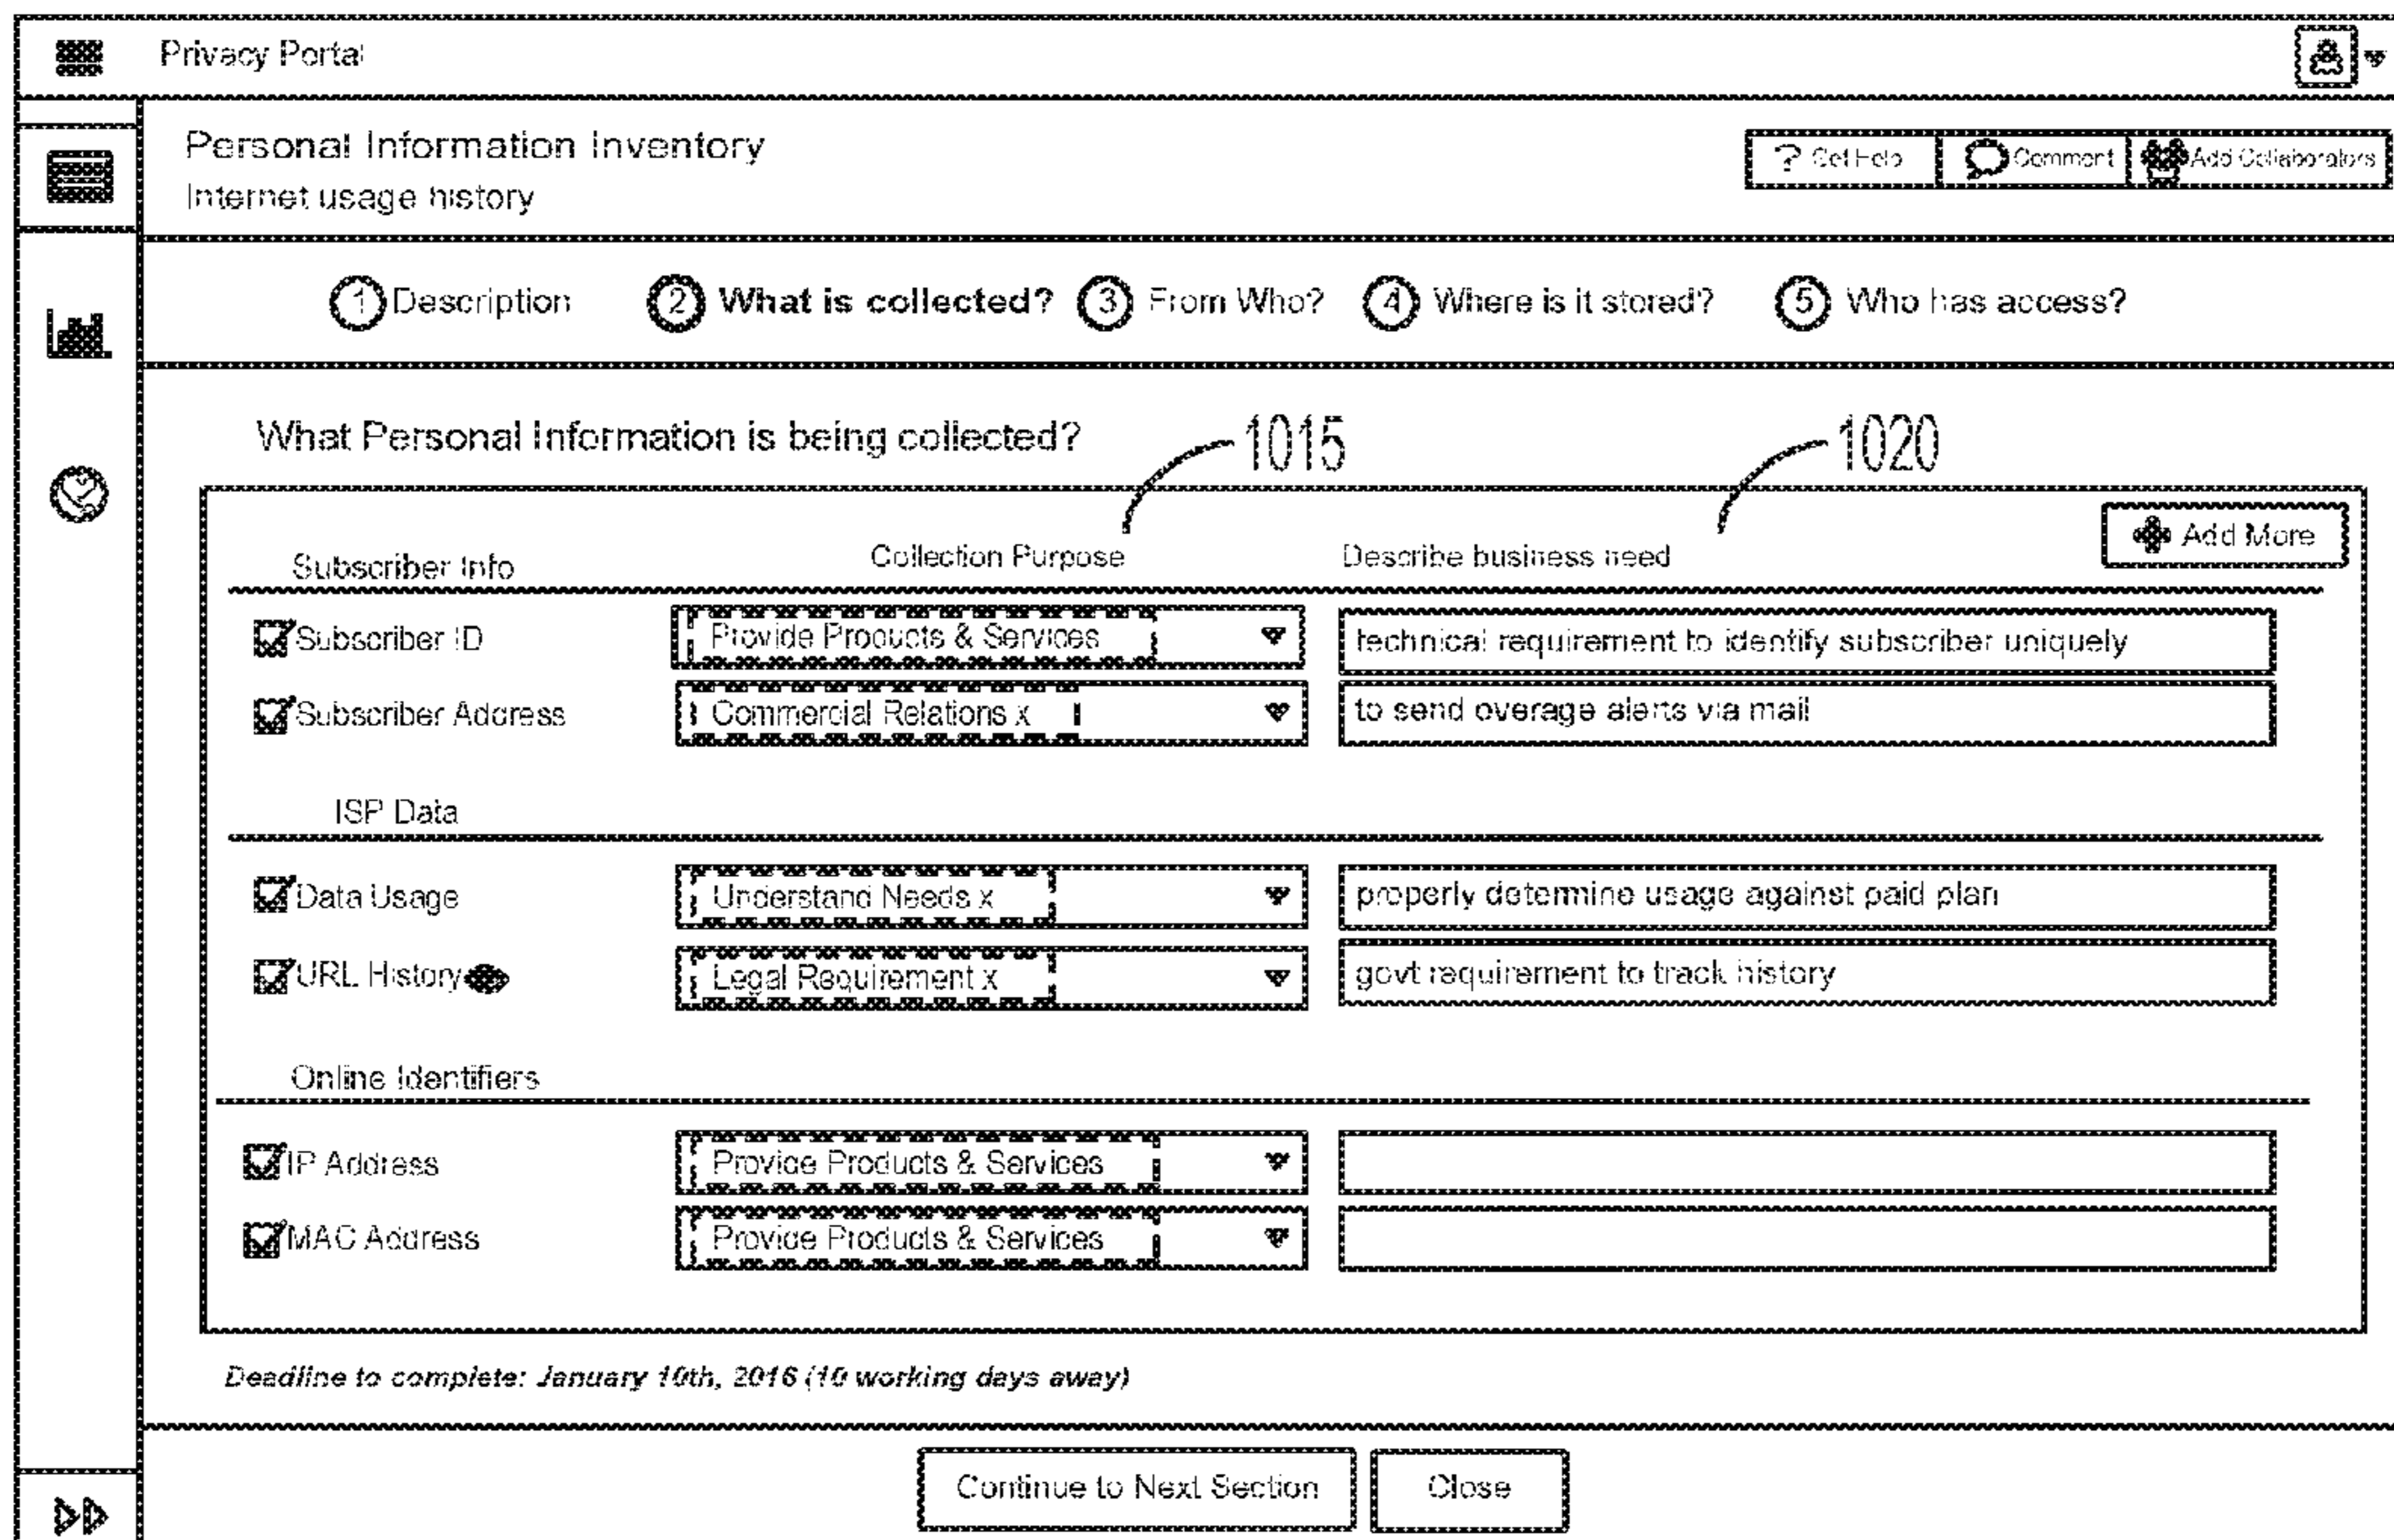 Privacy Portal
Personal Information Inventory
Internet usage history
? Get Help Comment Add Collaborators
1 Description 2 What is collected? 3 From Who? 4 Where is it stored? 5 Who has access?
What Personal Information is being collected? 1015 1020
Subscriber Info Collection Purpose Describe business need Add More
Subscriber ID Provide Products & Services technical requirement to identify subscriber uniquely
Subscriber Address Commercial Relations x to send overage alerts via mail
ISP Data
Data Usage Understand Needs x properly determine usage against paid plan
URL History Legal Requirement x govt requirement to track history
Online Identifiers
IP Address Provide Products & Services
MAC Address Provide Products & Services
Deadline to complete: January 10th, 2016 (10 working days away)
Continue to Next Section Close